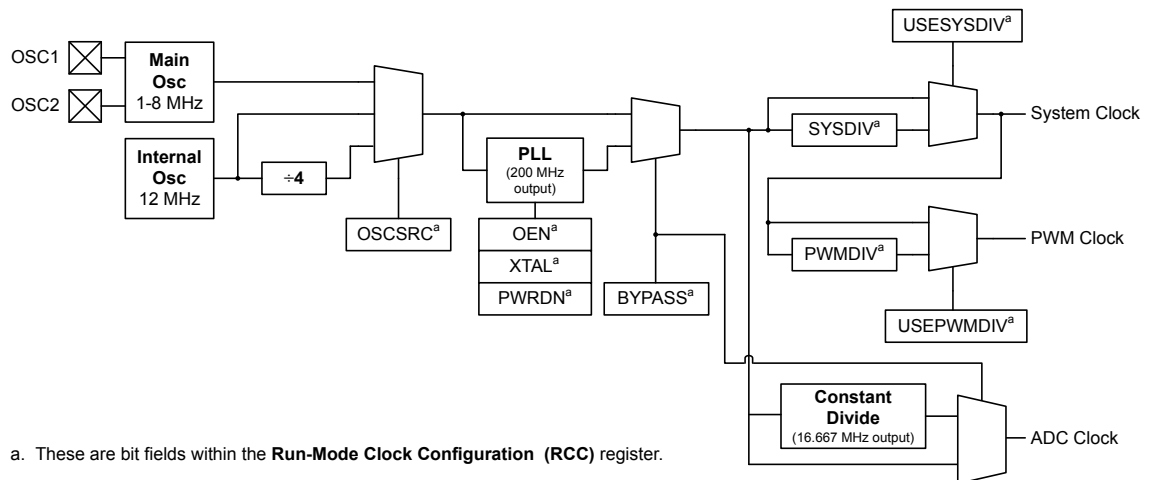 USESYSDIVᵃ
OSC1
OSC2
Main
Osc
1-8 MHz
Internal
Osc
12 MHz
÷4
OSCSRCᵃ
PLL
(200 MHz
output)
OENᵃ
XTALᵃ
PWRDNᵃ
BYPASSᵃ
SYSDIVᵃ
System Clock
PWMDIVᵃ
PWM Clock
USEPWMDIVᵃ
Constant
Divide
(16.667 MHz output)
ADC Clock
a. These are bit fields within the Run-Mode Clock Configuration (RCC) register.